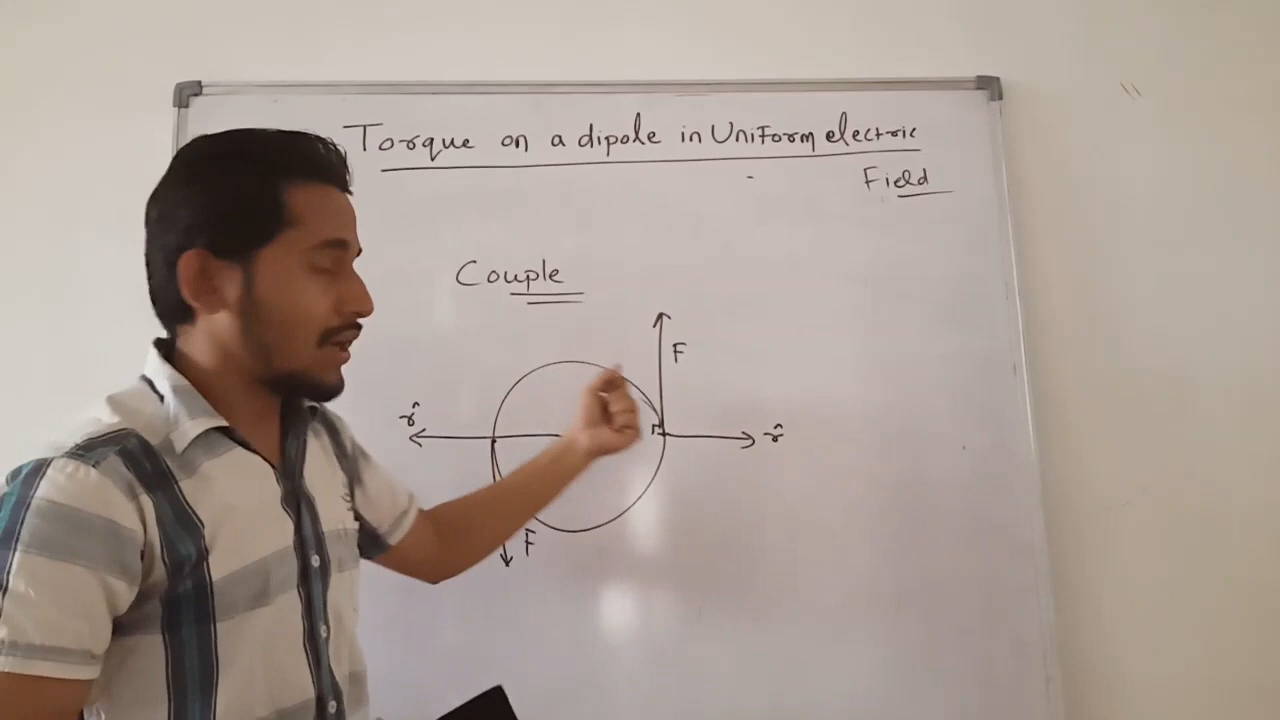 Torque on a dipole in Uniform electric
Field
Couple
F
r̂
r̂
F